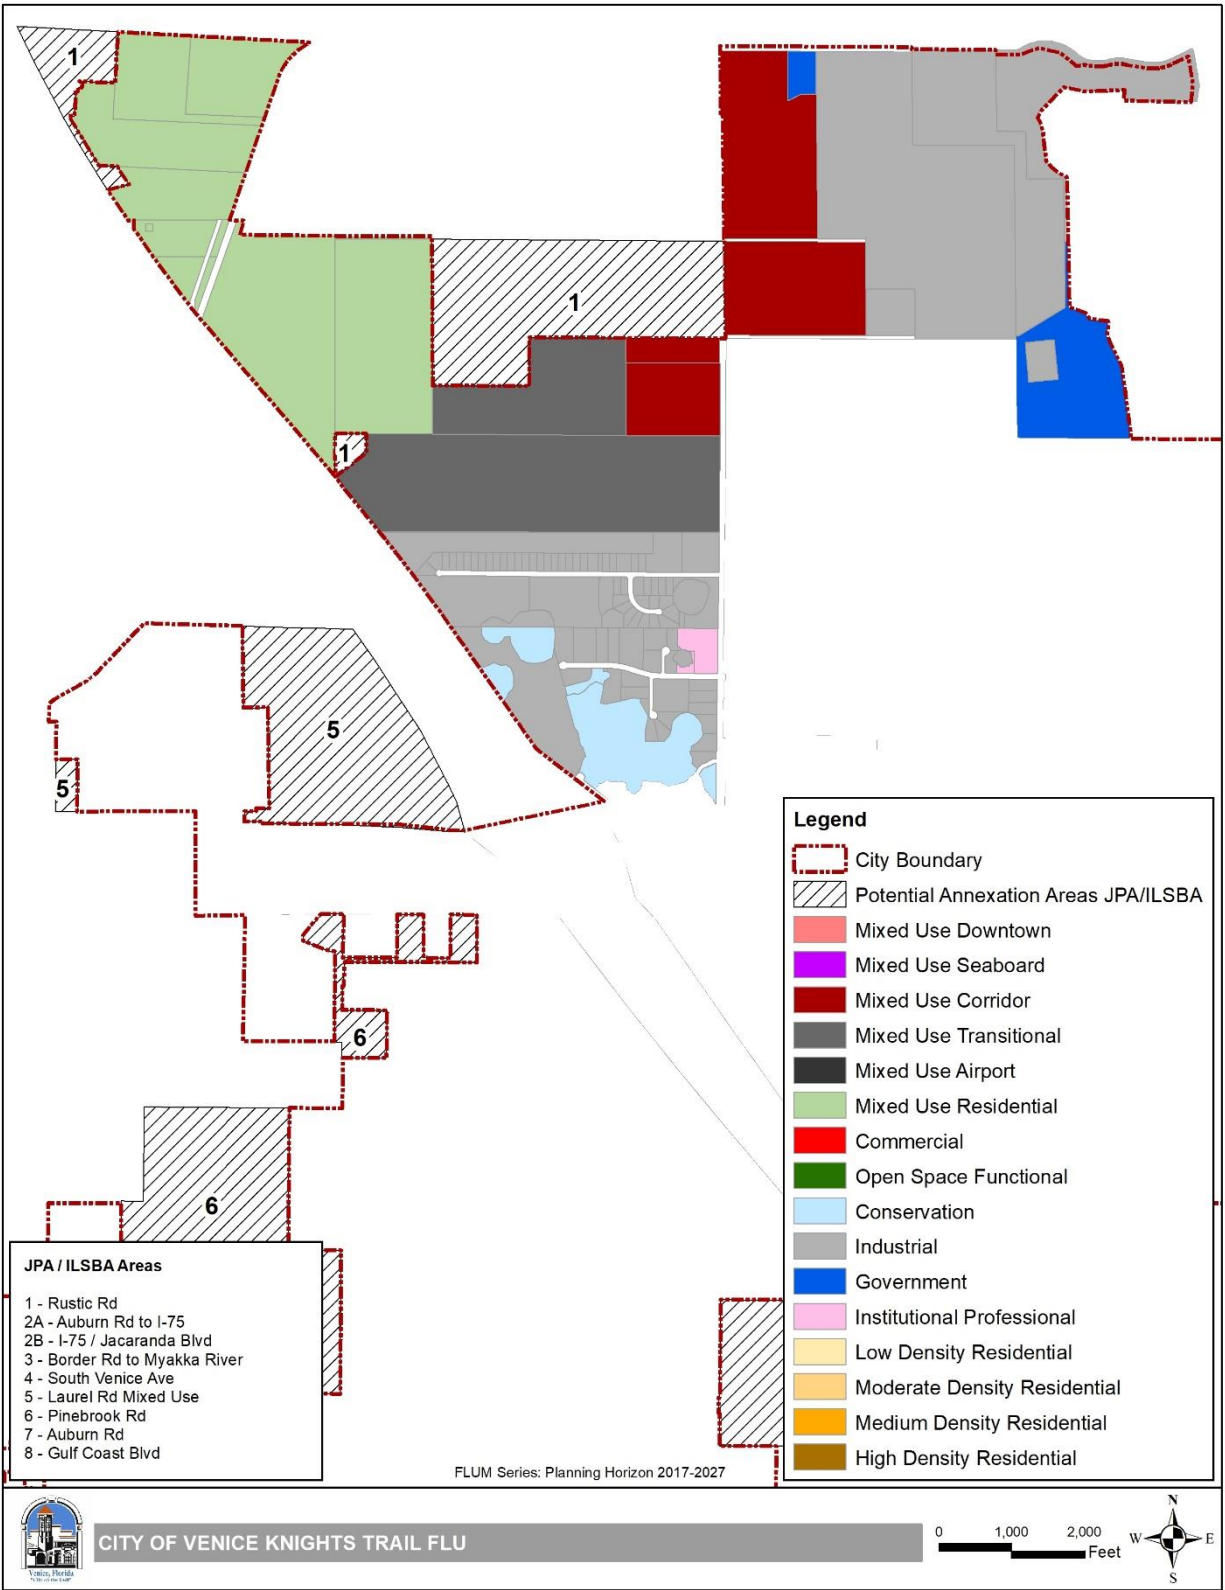 1
1
1
5
5
6
6
Legend
City Boundary
Potential Annexation Areas JPA/ILSBA
Mixed Use Downtown
Mixed Use Seaboard
Mixed Use Corridor
Mixed Use Transitional
Mixed Use Airport
Mixed Use Residential
Commercial
Open Space Functional
Conservation
Industrial
Government
Institutional Professional
Low Density Residential
Moderate Density Residential
Medium Density Residential
High Density Residential
JPA / ILSBA Areas
1 - Rustic Rd
2A - Auburn Rd to I-75
2B - I-75 / Jacaranda Blvd
3 - Border Rd to Myakka River
4 - South Venice Ave
5 - Laurel Rd Mixed Use
6 - Pinebrook Rd
7 - Auburn Rd
8 - Gulf Coast Blvd
FLUM Series: Planning Horizon 2017-2027
Venice, Florida
CITY OF VENICE KNIGHTS TRAIL FLU
0 1,000 2,000
Feet
N
W E
S